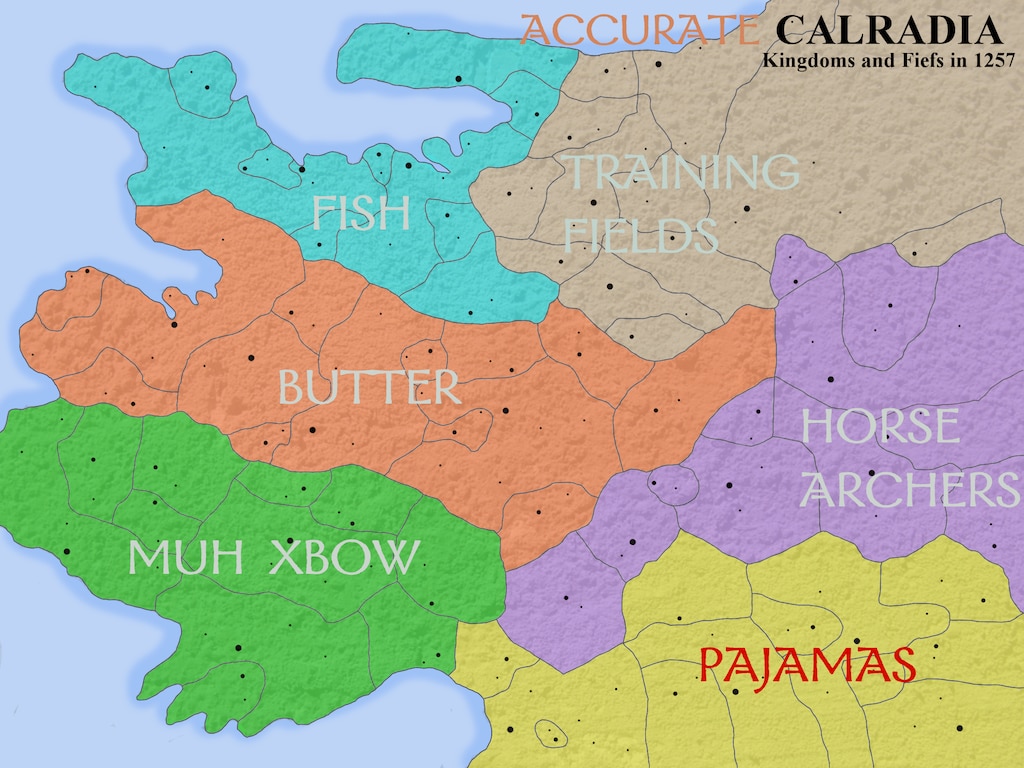 ACCURATE CALRADIA
Kingdoms and Fiefs in 1257
TRAINING
FIELDS
FISH
BUTTER
HORSE
ARCHERS
MUH XBOW
PAJAMAS